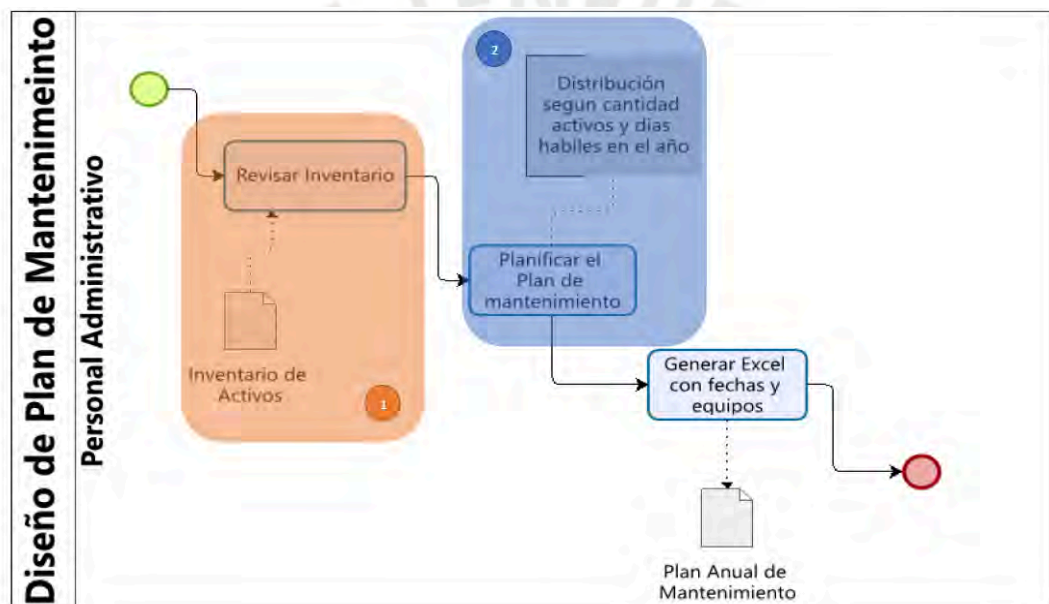 Diseño de Plan de Mantenimeinto
Personal Administrativo
2
Distribución
segun cantidad
activos y dias
habiles en el año
Revisar Inventario
Planificar el
Plan de
mantenimiento
Inventario de
Activos
1
Generar Excel
con fechas y
equipos
Plan Anual de
Mantenimiento